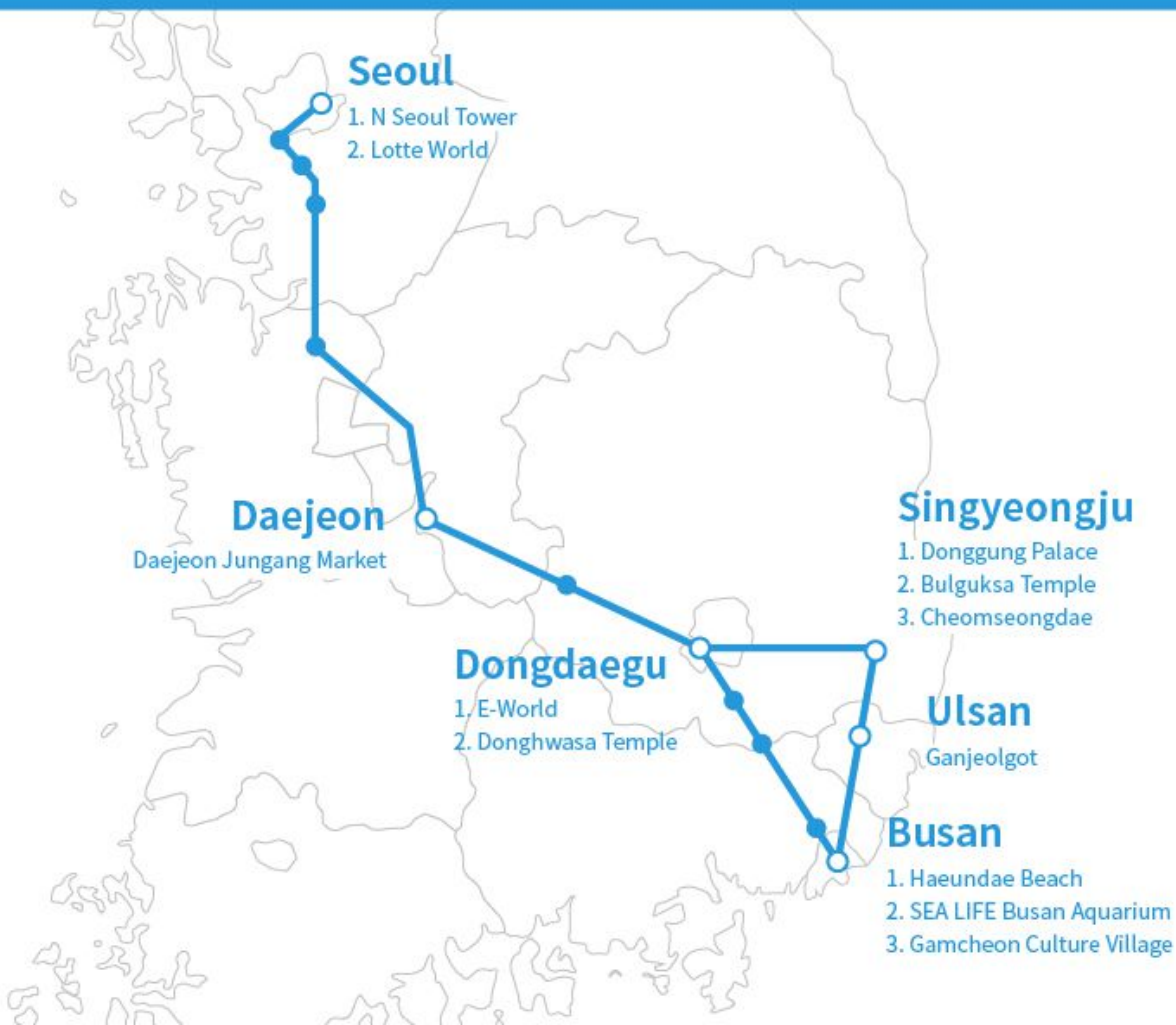 Seoul
1. N Seoul Tower
2. Lotte World
Daejeon
Daejeon Jungang Market
Singyeongju
1. Donggung Palace
2. Bulguksa Temple
3. Cheomseongdae
Dongdaegu
1. E-World
2. Donghwasa Temple
Ulsan
Ganjeolgot
Busan
1. Haeundae Beach
2. SEA LIFE Busan Aquarium
3. Gamcheon Culture Village